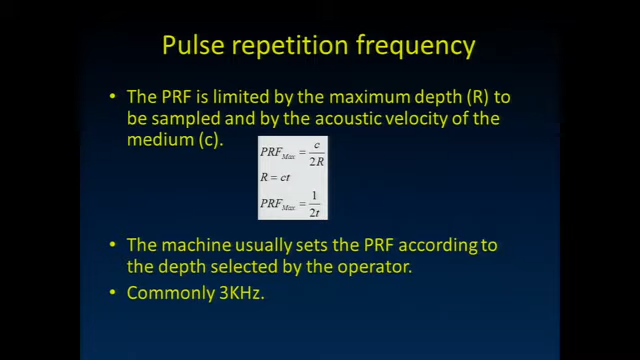 Pulse repetition frequency
• The PRF is limited by the maximum depth (R) to
be sampled and by the acoustic velocity of the
medium (c).
PRF_Max = c/2R
R = ct
PRF_Max = 1/2t
• The machine usually sets the PRF according to
the depth selected by the operator.
• Commonly 3KHz.